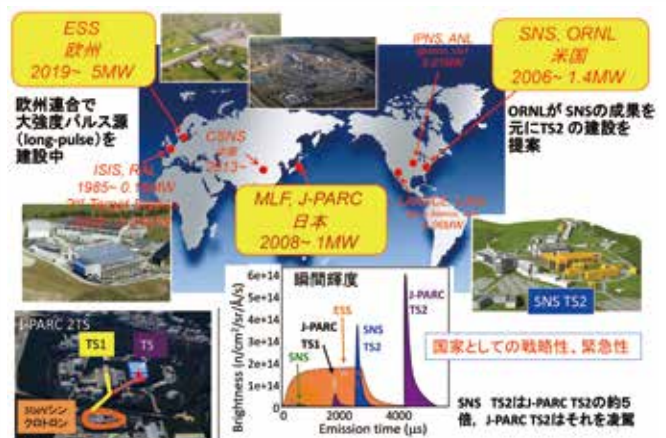 ESS
欧州
2019~ 5MW
欧州連合で
大強度パルス源
(long-pulse)を
建設中
ISIS, RAL
CSNS
2013~
IPNS, ANL
SNS, ORNL
米国
2006~ 1.4MW
ORNLが SNSの成果を
元にTS2 の建設を
提案
MLF, J-PARC
日本
2008~ 1MW
SNS TS2
J-PARC 2TS
TS1
クロトロン
瞬間輝度
Brightness (n/cm²/sr/Å/s)
6e+14
5e+14
4e+14
3e+14
2e+14
1e+14
0
2000
4000
Emission time (μs)
SNS
J-PARC
TS1
ESS
SNS
TS2
J-PARC
TS2
国家としての戦略性、緊急性
SNS TS2はJ-PARC TS2の約5
倍, J-PARC TS2はそれを凌駕